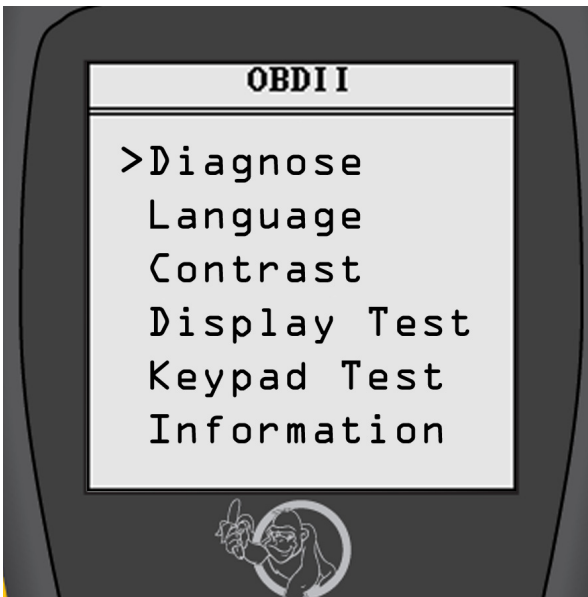 OBDII
>Diagnose
Language
Contrast
Display Test
Keypad Test
Information